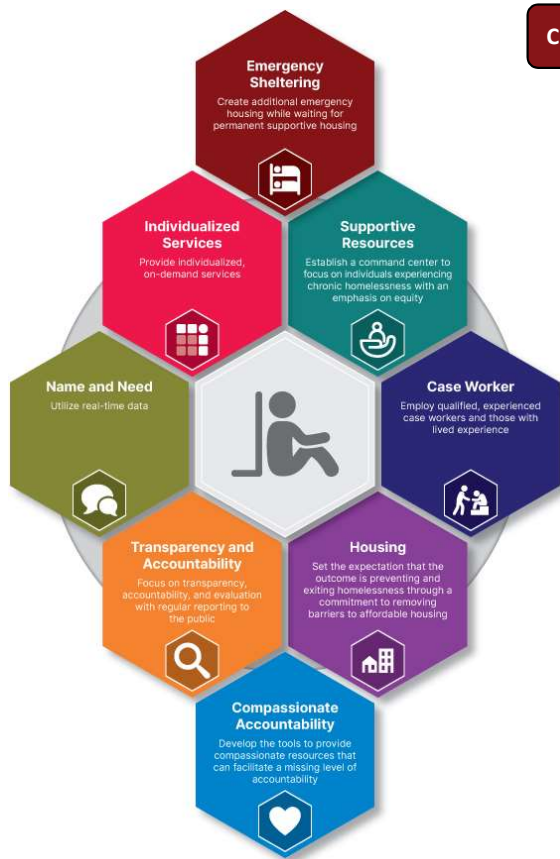 C
Emergency
Sheltering
Create additional emergency
housing while waiting for
permanent supportive housing
Individualized
Services
Provide individualized,
on-demand services
Supportive
Resources
Establish a command center to
focus on individuals experiencing
chronic homelessness with an
emphasis on equity
Name and Need
Utilize real-time data
Case Worker
Employ qualified, experienced
case workers and those with
lived experience
Transparency and
Accountability
Focus on transparency,
accountability, and evaluation
with regular reporting to
the public
Housing
Set the expectation that the
outcome is preventing and
exiting homelessness through a
commitment to removing
barriers to affordable housing
Compassionate
Accountability
Develop the tools to provide
compassionate resources that
can facilitate a missing level of
accountability